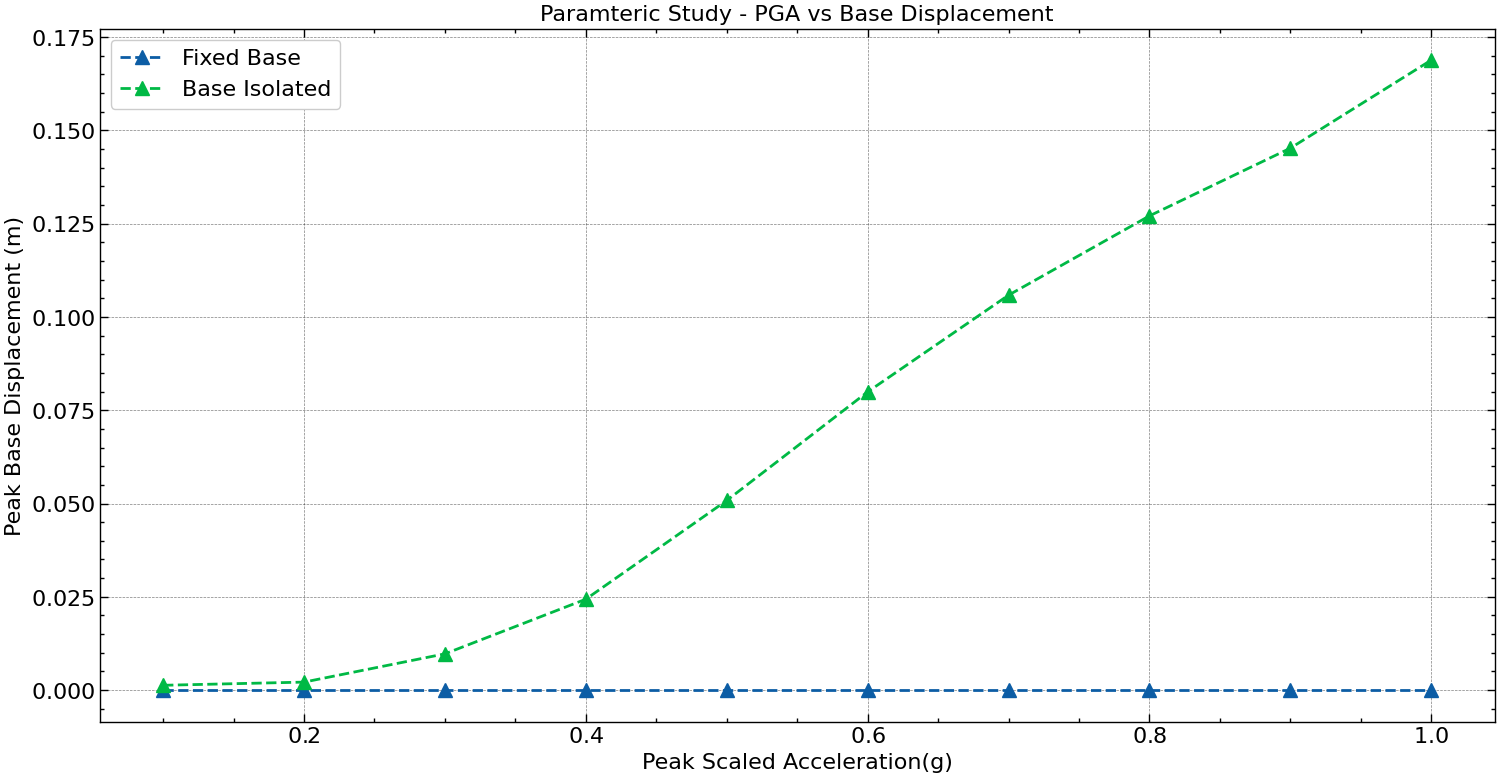 Paramteric Study - PGA vs Base Displacement
Fixed Base
Base Isolated
Peak Base Displacement (m)
0.175
0.150
0.125
0.100
0.075
0.050
0.025
0.000
0.2 0.4 0.6 0.8 1.0
Peak Scaled Acceleration(g)